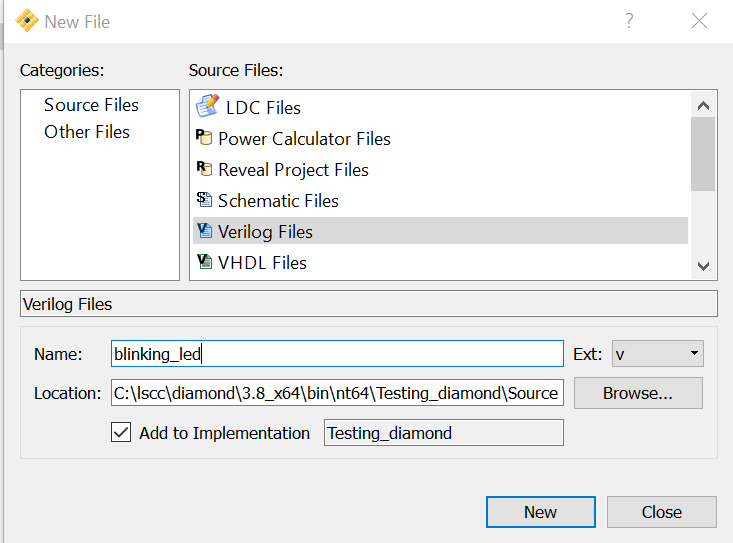 New File
?
Categories:
Source Files:
Source Files
Other Files
LDC Files
Power Calculator Files
Reveal Project Files
Schematic Files
Verilog Files
VHDL Files
Verilog Files
Name: blinking_led Ext: v
Location: C:\lscc\diamond\3.8_x64\bin\nt64\Testing_diamond\Source Browse...
Add to Implementation Testing_diamond
New Close